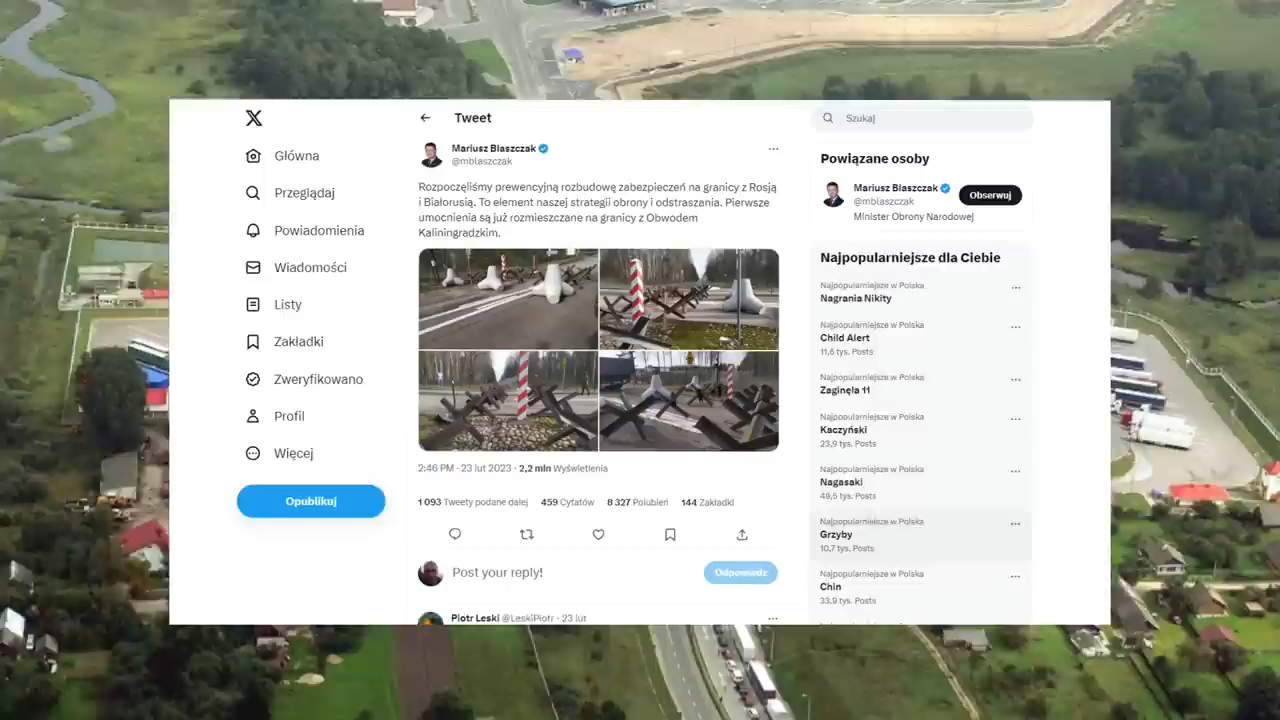 Główna
Przeglądaj
Powiadomienia
Wiadomości
Listy
Zakładki
Zweryfikowano
Profil
Więcej
Opublikuj
Tweet
Mariusz Błaszczak
@mblaszczak
Rozpoczęliśmy prewencyjną rozbudowę zabezpieczeń na granicy z Rosją
i Białorusią. To element naszej strategii obrony i odstraszania. Pierwsze
umocnienia są już rozmieszczane na granicy z Obwodem
Kaliningradzkim.
2:46 PM · 23 lut 2023 · 2,2 mln Wyświetlenia
1 093 Tweety podane dalej 459 Cytatów 8 327 Polubień 144 Zakładki
Post your reply!
Odpowiedz
Piotr Leski @LeskiPiotr · 23 lut
Szukaj
Powiązane osoby
Mariusz Błaszczak
@mblaszczak
Obserwuj
Minister Obrony Narodowej
Najpopularniejsze dla Ciebie
Najpopularniejsze w Polska
Nagrania Nikity
Najpopularniejsze w Polska
Child Alert
11,6 tys. Posts
Najpopularniejsze w Polska
Zaginęła 11
Najpopularniejsze w Polska
Kaczyński
23,9 tys. Posts
Najpopularniejsze w Polska
Nagasaki
49,5 tys. Posts
Najpopularniejsze w Polska
Grzyby
10,7 tys. Posts
Najpopularniejsze w Polska
Chin
33,9 tys. Posts